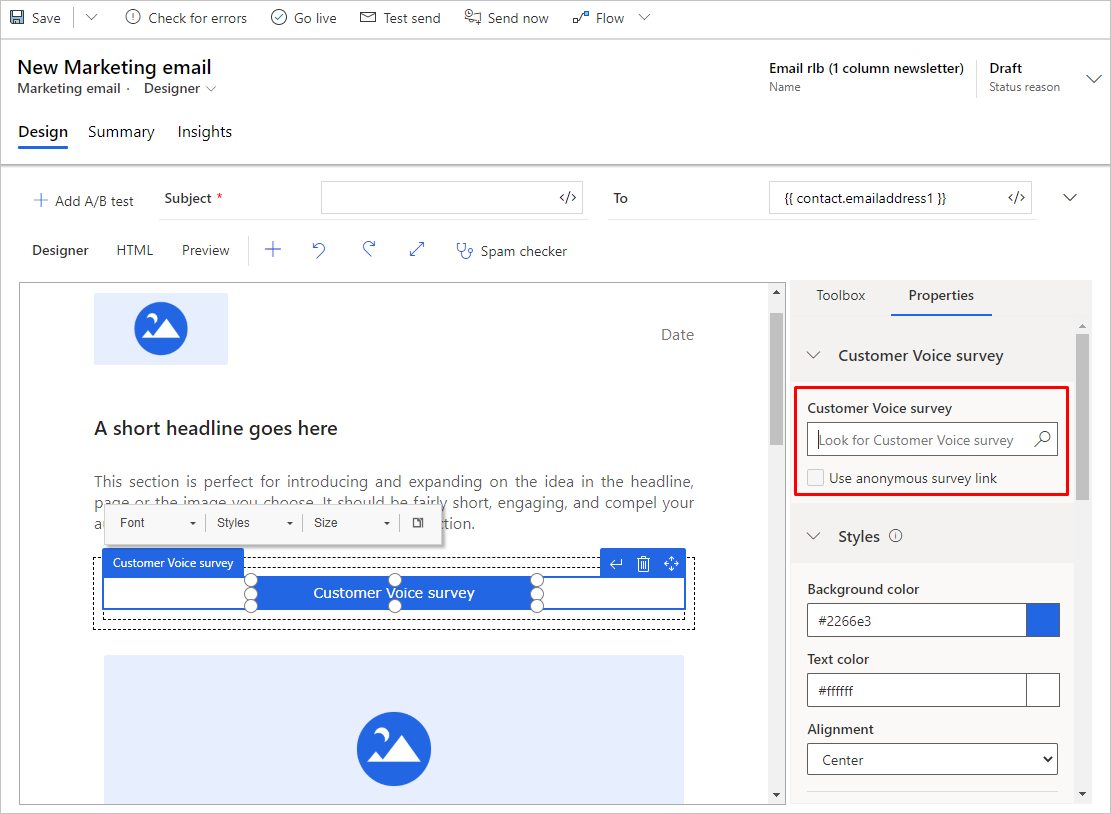 Save
Check for errors
Go live
Test send
Send now
Flow
New Marketing email
Marketing email · Designer
Email rlb (1 column newsletter)
Name
Draft
Status reason
Design
Summary
Insights
Add A/B test
Subject *
</>
To
{{ contact.emailaddress1 }}
</>
Designer
HTML
Preview
Spam checker
Date
A short headline goes here
This section is perfect for introducing and expanding on the idea in the headline,
page or the image you choose. It should be fairly short, engaging, and compel your
Font
Styles
Size
Customer Voice survey
Customer Voice survey
Toolbox
Properties
Customer Voice survey
Customer Voice survey
Look for Customer Voice survey
Use anonymous survey link
Styles
Background color
#2266e3
Text color
#ffffff
Alignment
Center